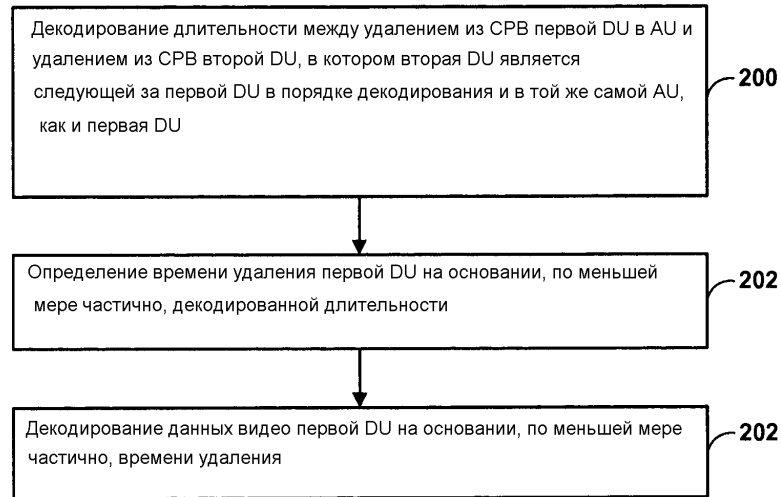 Декодирование длительности между удалением из CPB первой DU в AU и
удалением из CPB второй DU, в котором вторая DU является
следующей за первой DU в порядке декодирования и в той же самой AU,
как и первая DU
200
Определение времени удаления первой DU на основании, по меньшей
мере частично, декодированной длительности
202
Декодирование данных видео первой DU на основании, по меньшей мере
частично, времени удаления
202